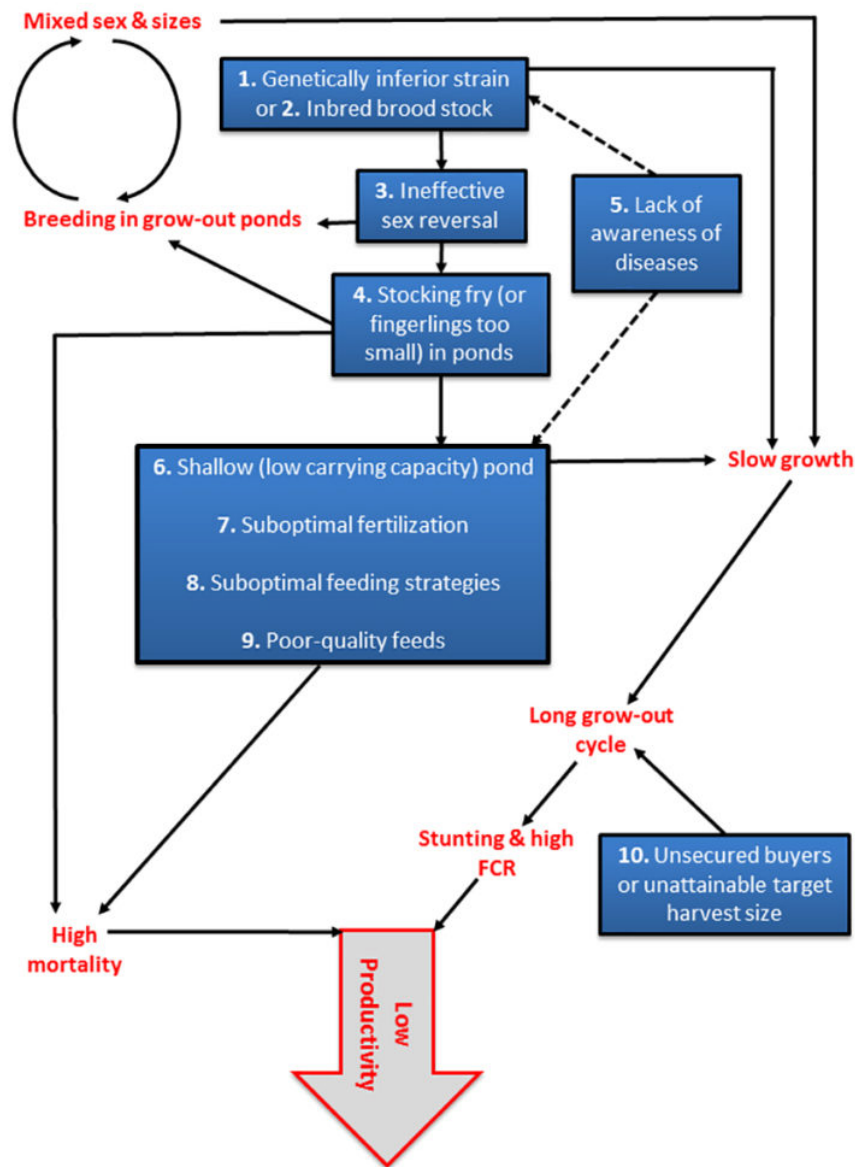 Mixed sex & sizes
1. Genetically inferior strain
or 2. Inbred brood stock
3. Ineffective
sex reversal
5. Lack of
awareness of
diseases
Breeding in grow-out ponds
4. Stocking fry (or
fingerlings too
small) in ponds
6. Shallow (low carrying capacity) pond
7. Suboptimal fertilization
8. Suboptimal feeding strategies
9. Poor-quality feeds
Slow growth
Long grow-out
cycle
Stunting & high
FCR
10. Unsecured buyers
or unattainable target
harvest size
High
mortality
Low
Productivity